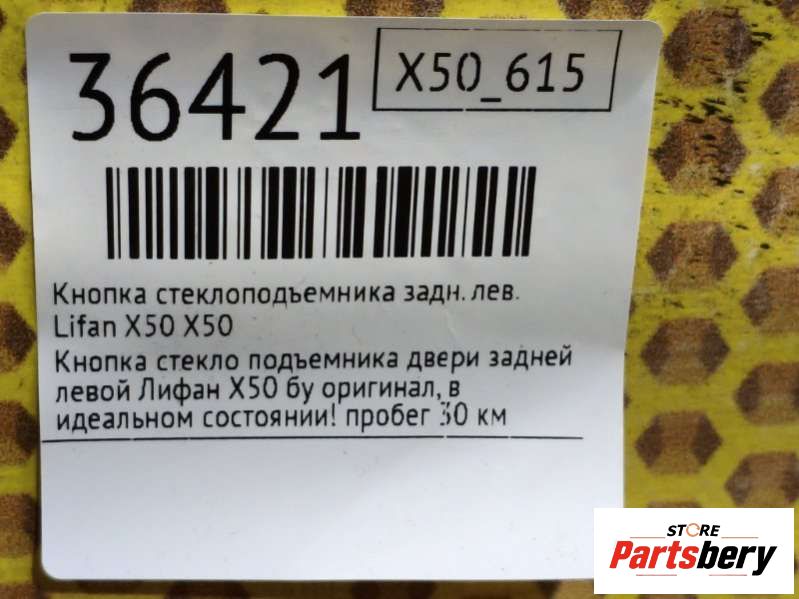 36421
X50_615
Кнопка стеклоподъемника задн. лев.
Lifan X50 X50
Кнопка стекло подъемника двери задней
левой Лифан Х50 бу оригинал, в
идеальном состоянии! пробег 30 км
STORE
Partsbery